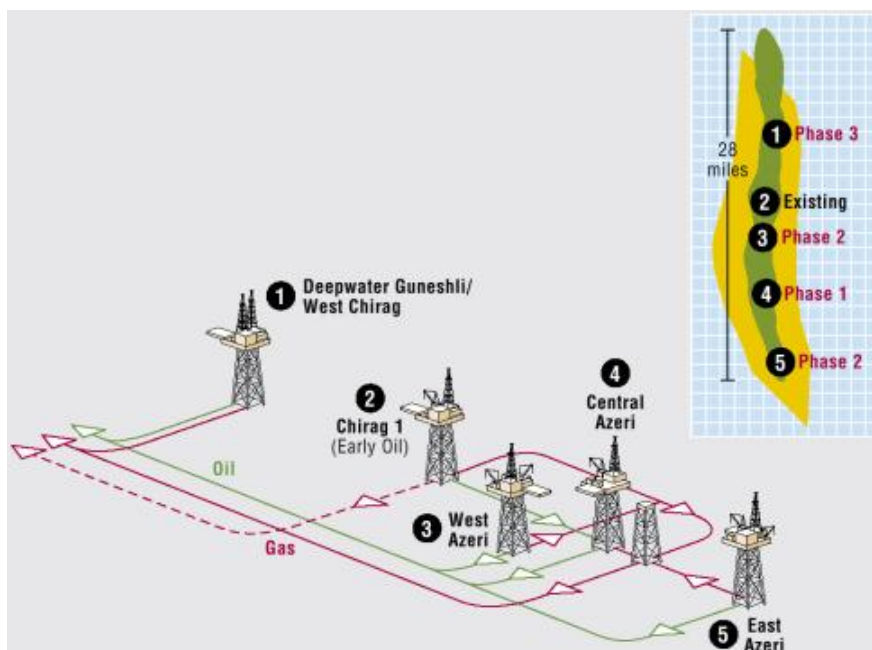 1 Deepwater Guneshli/
West Chirag
2
Chirag 1
(Early Oil)
4
Central
Azeri
3 West
Azeri
5 East
Azeri
Oil
Gas
28
miles
1 Phase 3
2 Existing
3 Phase 2
4 Phase 1
5 Phase 2